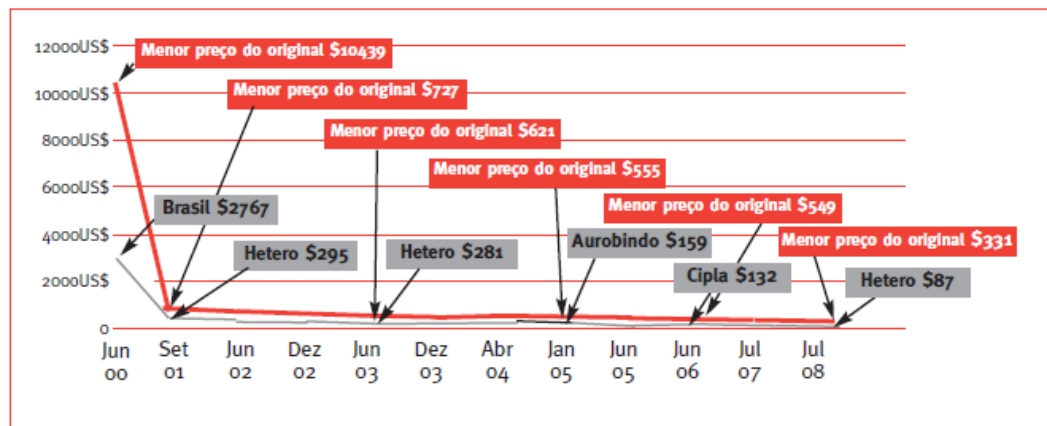 12000US$
Menor preço do original $10439
10000US$
Menor preço do original $727
8000US$
Menor preço do original $621
6000US$
Menor preço do original $555
Brasil $2767
Menor preço do original $549
4000US$
Hetero $295
Hetero $281
Aurobindo $159
Menor preço do original $331
2000US$
Cipla $132
Hetero $87
0
Jun Set Jun Dez Jun Dez Abr Jan Jun Jun Jul Jul
00 01 02 02 03 03 04 05 05 06 07 08